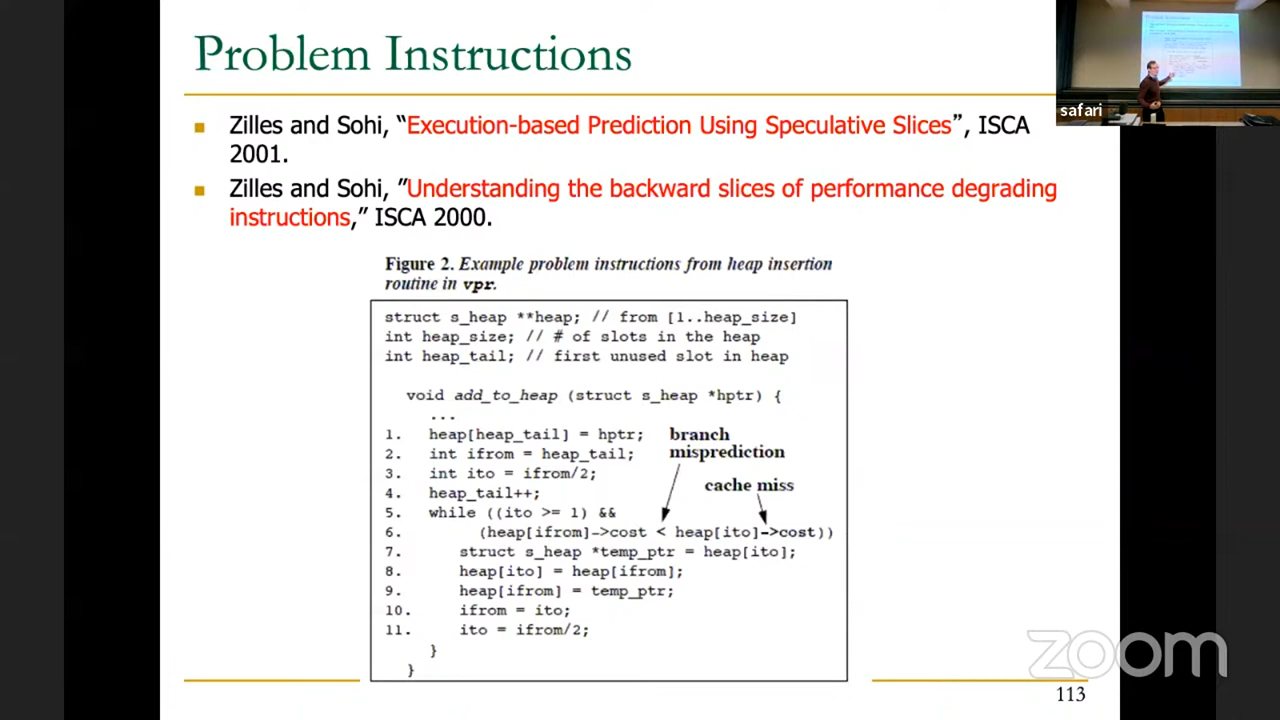 Problem Instructions
safari
Zilles and Sohi, “Execution-based Prediction Using Speculative Slices”, ISCA
2001.
Zilles and Sohi, ”Understanding the backward slices of performance degrading
instructions,” ISCA 2000.
Figure 2. Example problem instructions from heap insertion
routine in vpr.
struct s_heap **heap; // from [1..heap_size]
int heap_size; // # of slots in the heap
int heap_tail; // first unused slot in heap
void add_to_heap (struct s_heap *hptr) {
...
1. heap[heap_tail] = hptr;
branch
2. int ifrom = heap_tail;
misprediction
3. int ito = ifrom/2;
cache miss
4. heap_tail++;
5. while ((ito >= 1) &&
6. (heap[ifrom]->cost < heap[ito]->cost))
7. struct s_heap *temp_ptr = heap[ito];
8. heap[ito] = heap[ifrom];
9. heap[ifrom] = temp_ptr;
10. ifrom = ito;
11. ito = ifrom/2;
}
}
zoom
113